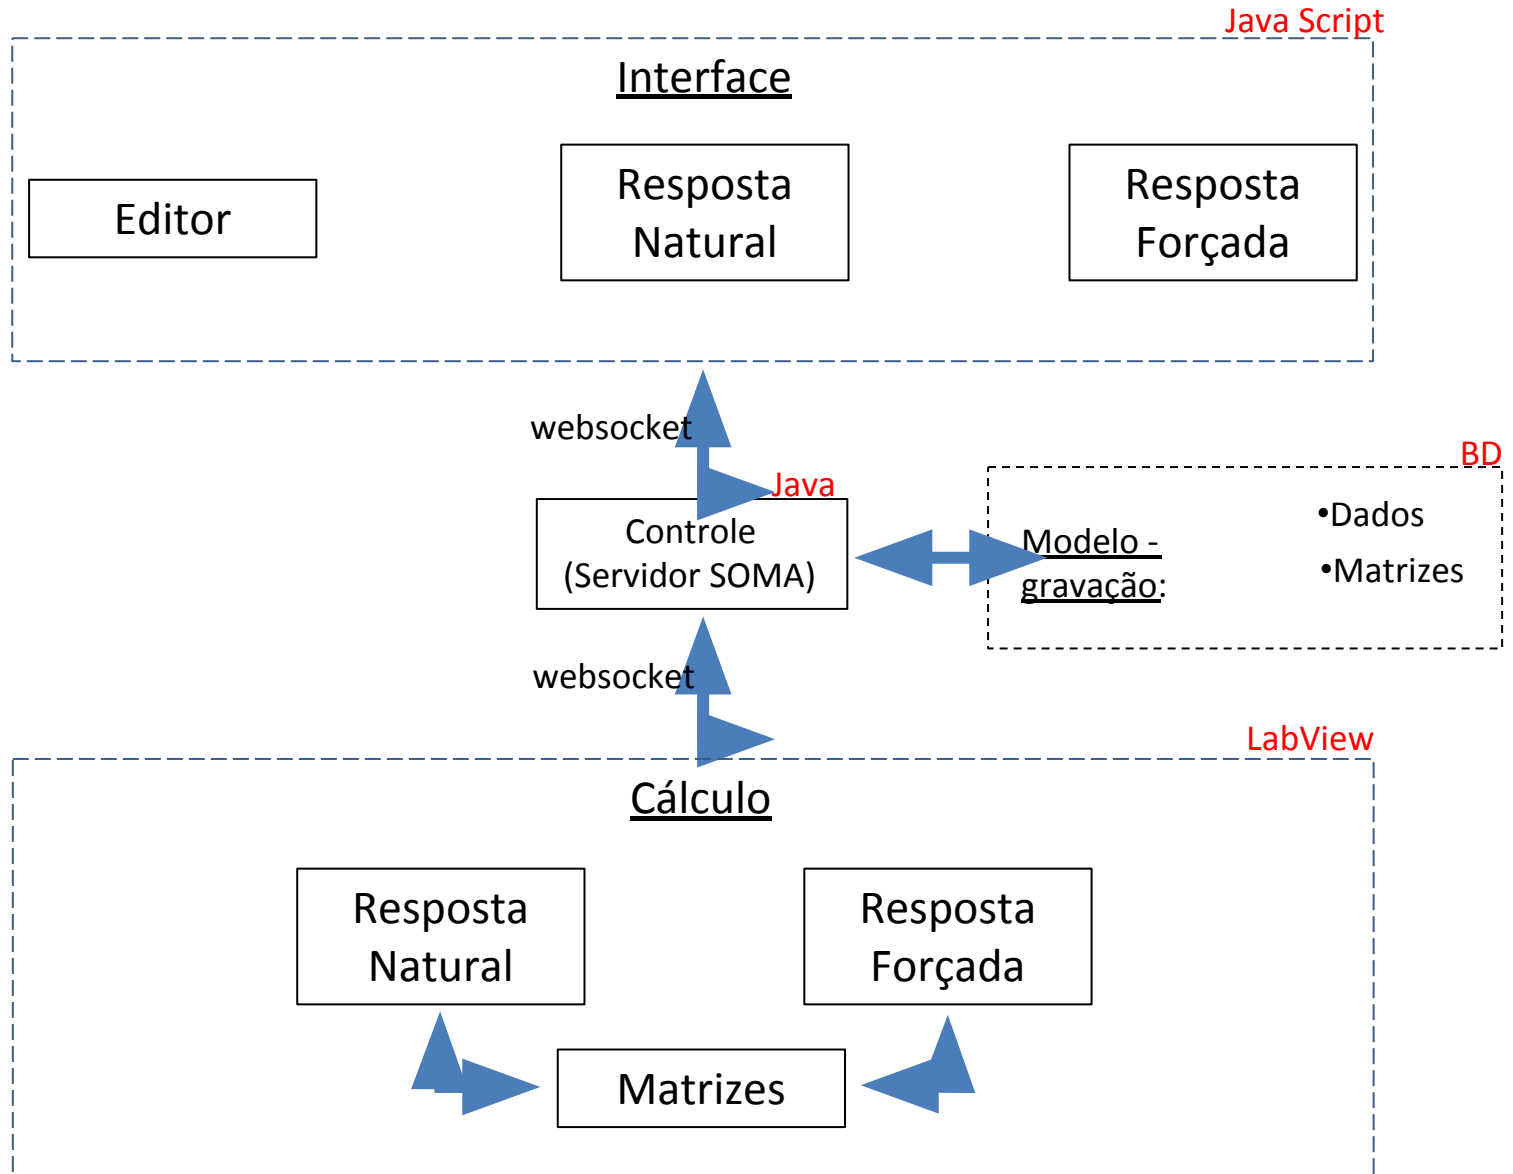 Java Script
Interface
Editor
Resposta
Natural
Resposta
Forçada
websocket
Java
Controle
(Servidor SOMA)
BD
Modelo -
gravação:
•Dados
•Matrizes
websocket
LabView
Cálculo
Resposta
Natural
Resposta
Forçada
Matrizes